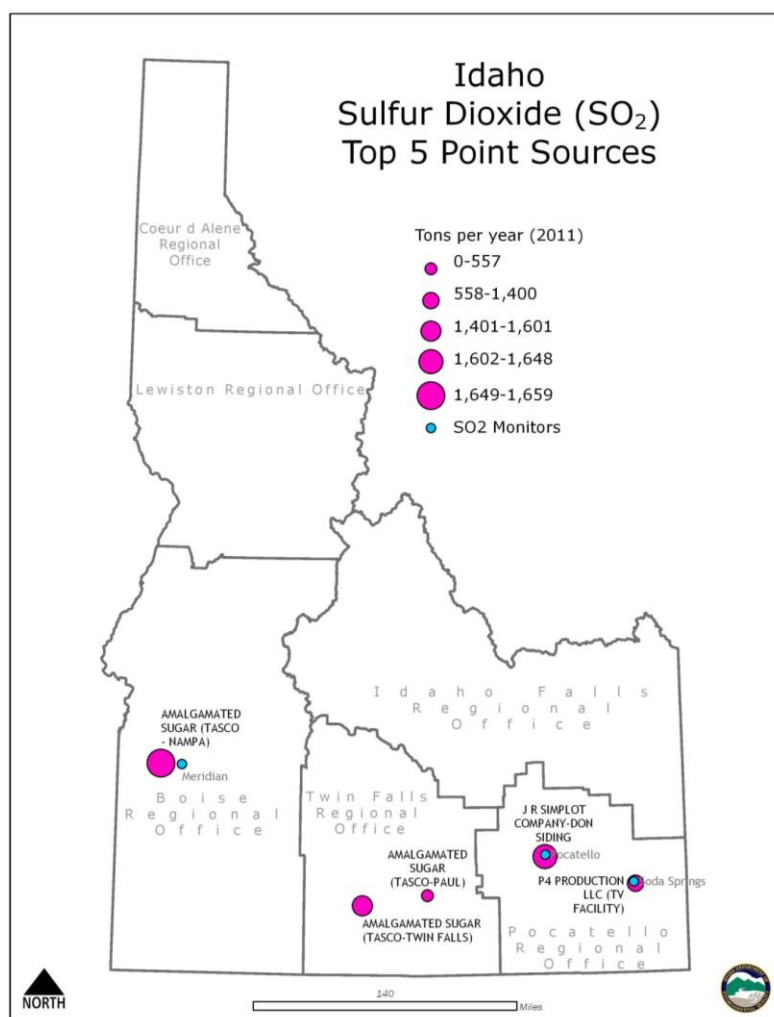 Idaho
Sulfur Dioxide (SO₂)
Top 5 Point Sources
Tons per year (2011)
0-557
558-1,400
1,401-1,601
1,602-1,648
1,649-1,659
SO2 Monitors
Coeur d Alene
Regional
Office
Lewiston Regional Office
Idaho Falls
Regional
Office
AMALGAMATED
SUGAR (TASCO
- NAMPA)
Meridian
Boise
Regional
Office
Twin Falls
Regional
Office
AMALGAMATED
SUGAR
(TASCO-PAUL)
AMALGAMATED SUGAR
(TASCO-TWIN FALLS)
J R SIMPLOT
COMPANY-DON
SIDING
Pocatello
P4 PRODUCTION
LLC (TV
FACILITY)
Soda Springs
Pocatello
Regional
Office
NORTH
140
Miles